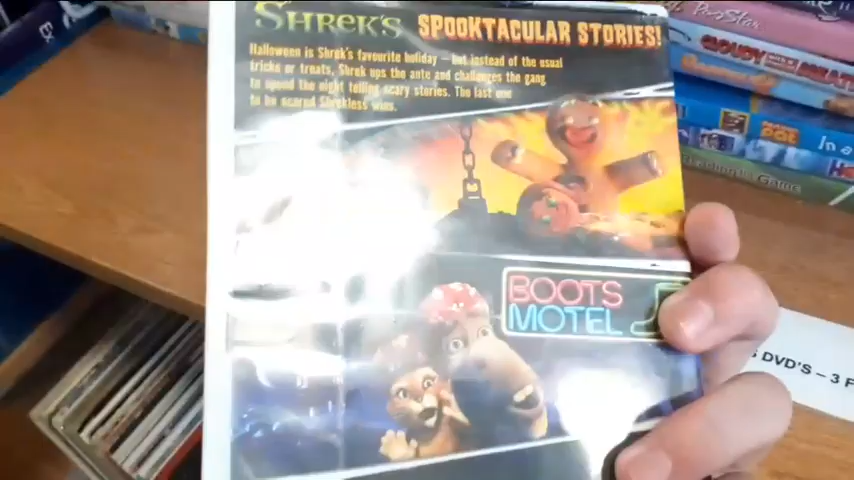 SHREK'S SPOOKTACULAR STORIES!
Halloween is Shrek's favourite holiday – but instead of the usual
tricks or treats, Shrek ups the ante and challenges the gang
to spend the night telling scary stories. The last one
to be scared Shrekless wins.
BOOTS
MOTEL
CLOUDY WITH A
DVD'S – 3 F